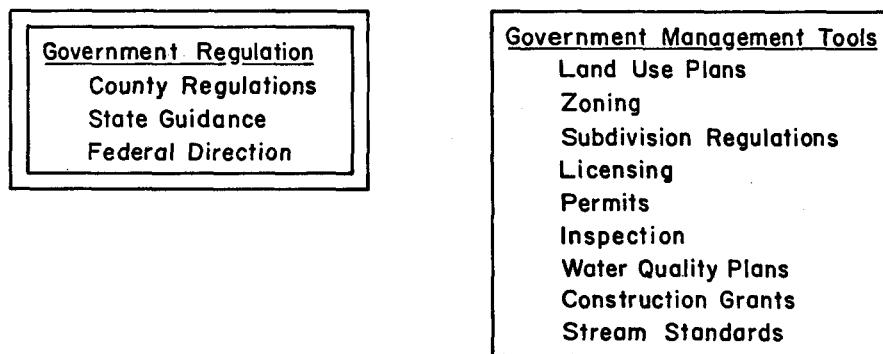 Government Regulation
County Regulations
State Guidance
Federal Direction
Government Management Tools
Land Use Plans
Zoning
Subdivision Regulations
Licensing
Permits
Inspection
Water Quality Plans
Construction Grants
Stream Standards